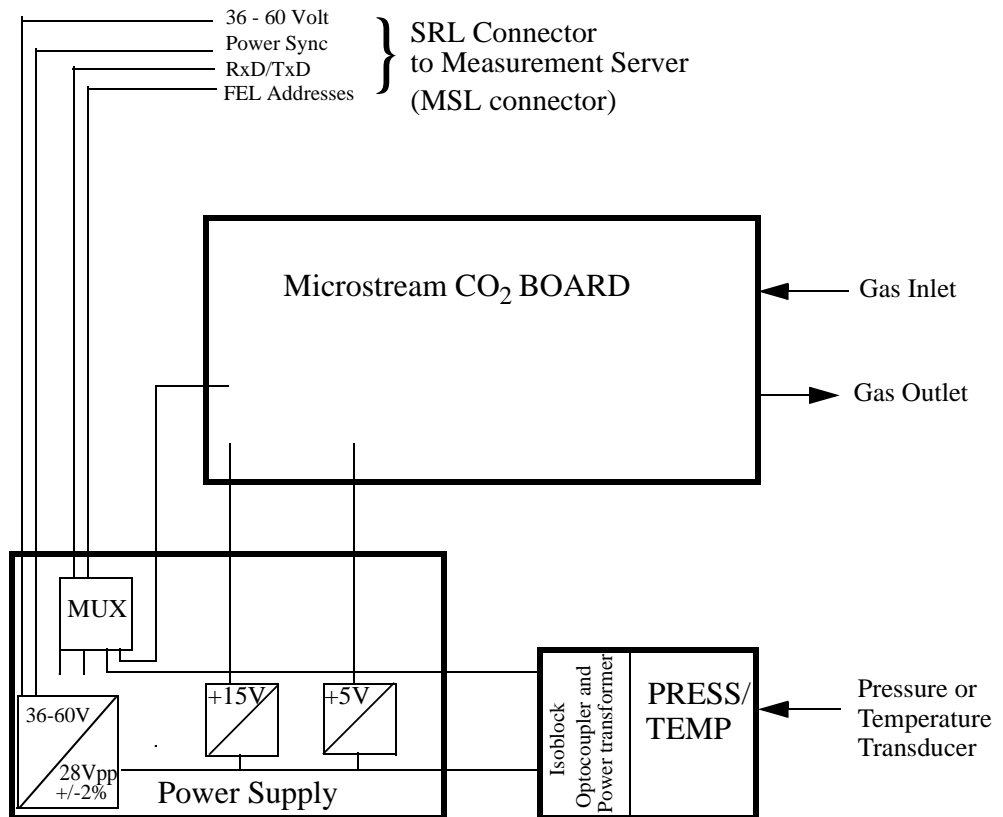 36 - 60 Volt
Power Sync
RxD/TxD
FEL Addresses
SRL Connector
to Measurement Server
(MSL connector)
Microstream CO2 BOARD
Gas Inlet
Gas Outlet
MUX
+15V
+5V
36-60V
28Vpp
+/-2%
Power Supply
Isoblock
Optocoupler and
Power transformer
PRESS/
TEMP
Pressure or
Temperature
Transducer